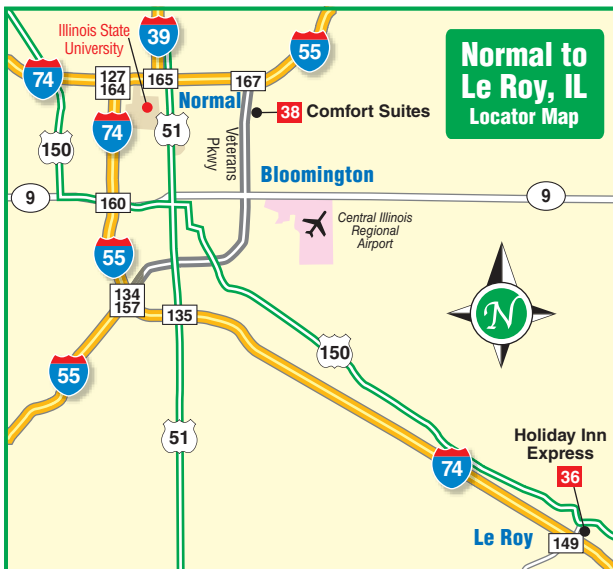 Normal to
Le Roy, IL
Locator Map
Illinois State
University
39
55
74
127
164
165
167
Normal
38 Comfort Suites
74
51
150
Veterans
Pkwy
Bloomington
9
160
9
Central Illinois
Regional
Airport
55
134
157
135
N
150
55
51
74
Holiday Inn
Express
36
Le Roy
149